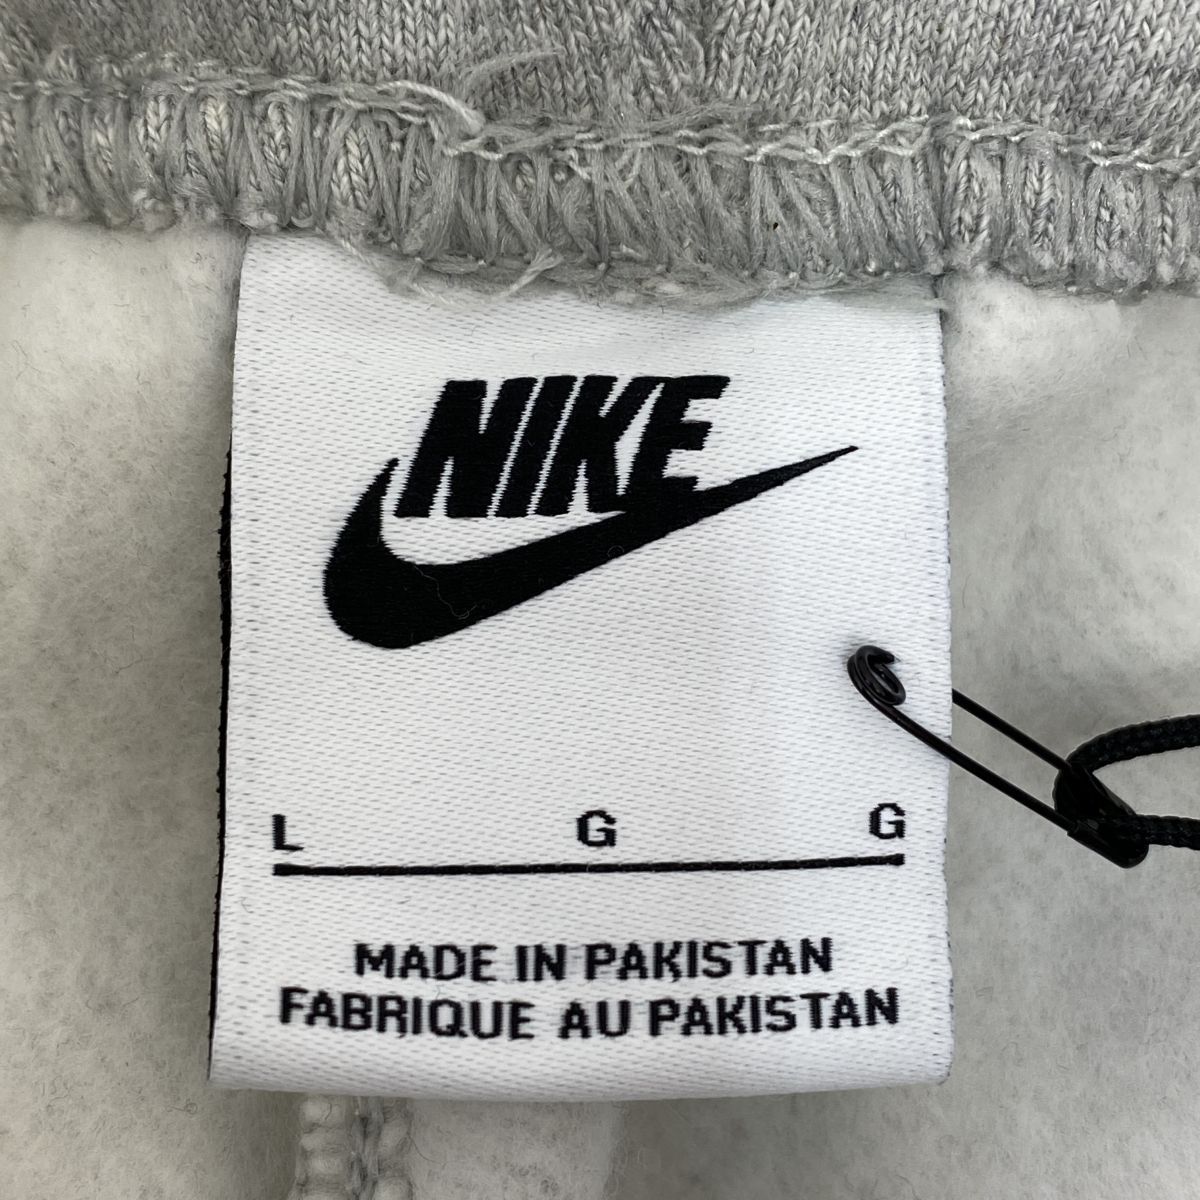 NIKE
L G G
MADE IN PAKISTAN
FABRIQUE AU PAKISTAN